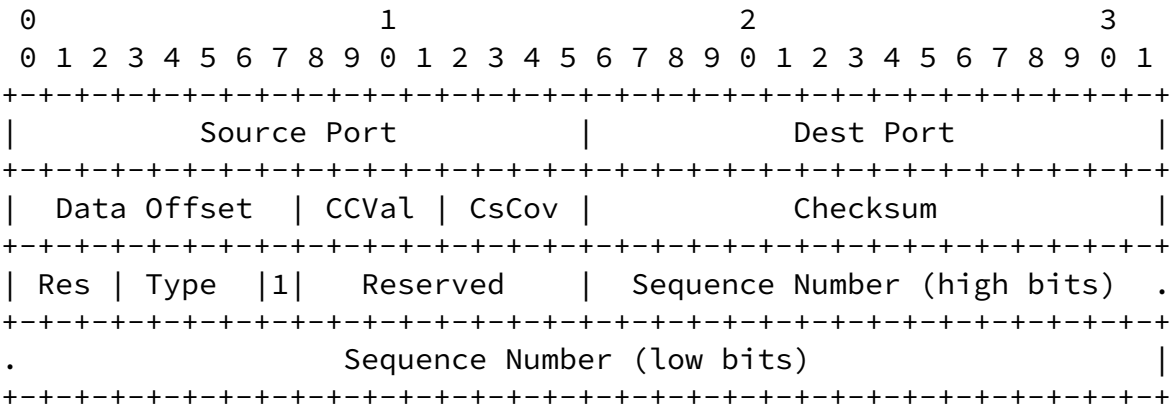 0                   1                   2                   3
 0 1 2 3 4 5 6 7 8 9 0 1 2 3 4 5 6 7 8 9 0 1 2 3 4 5 6 7 8 9 0 1
+-+-+-+-+-+-+-+-+-+-+-+-+-+-+-+-+-+-+-+-+-+-+-+-+-+-+-+-+-+-+-+-+
|          Source Port          |           Dest Port           |
+-+-+-+-+-+-+-+-+-+-+-+-+-+-+-+-+-+-+-+-+-+-+-+-+-+-+-+-+-+-+-+-+
|  Data Offset  | CCVal | CsCov |           Checksum            |
+-+-+-+-+-+-+-+-+-+-+-+-+-+-+-+-+-+-+-+-+-+-+-+-+-+-+-+-+-+-+-+-+
| Res | Type  |1|   Reserved    |  Sequence Number (high bits)  .
+-+-+-+-+-+-+-+-+-+-+-+-+-+-+-+-+-+-+-+-+-+-+-+-+-+-+-+-+-+-+-+-+
.                  Sequence Number (low bits)                   |
+-+-+-+-+-+-+-+-+-+-+-+-+-+-+-+-+-+-+-+-+-+-+-+-+-+-+-+-+-+-+-+-+